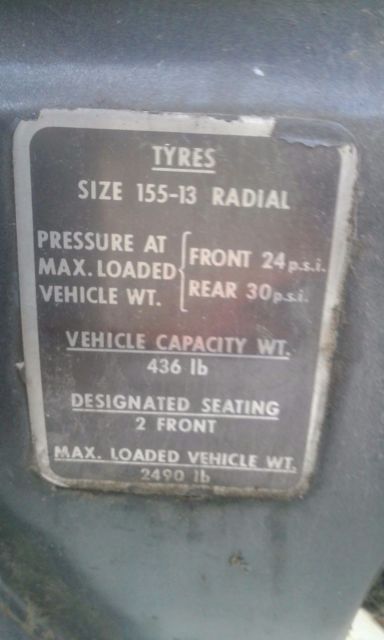 TYRES
SIZE 155-13 RADIAL
PRESSURE AT
MAX. LOADED
VEHICLE WT.
FRONT 24 p.s.i.
REAR 30 p.s.i.
VEHICLE CAPACITY WT.
436 lb
DESIGNATED SEATING
2 FRONT
MAX. LOADED VEHICLE WT.
2490 lb